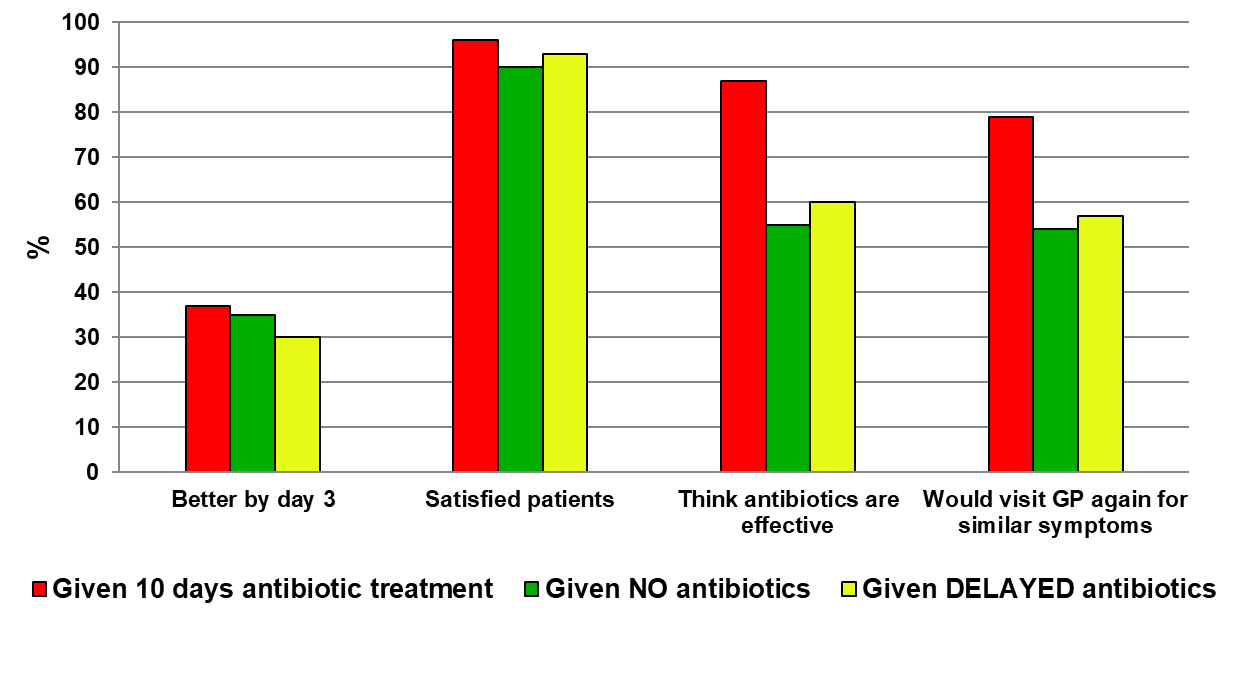 100
90
80
70
60
50
40
30
20
10
0
%
Better by day 3
Satisfied patients
Think antibiotics are
effective
Would visit GP again for
similar symptoms
Given 10 days antibiotic treatment
Given NO antibiotics
Given DELAYED antibiotics